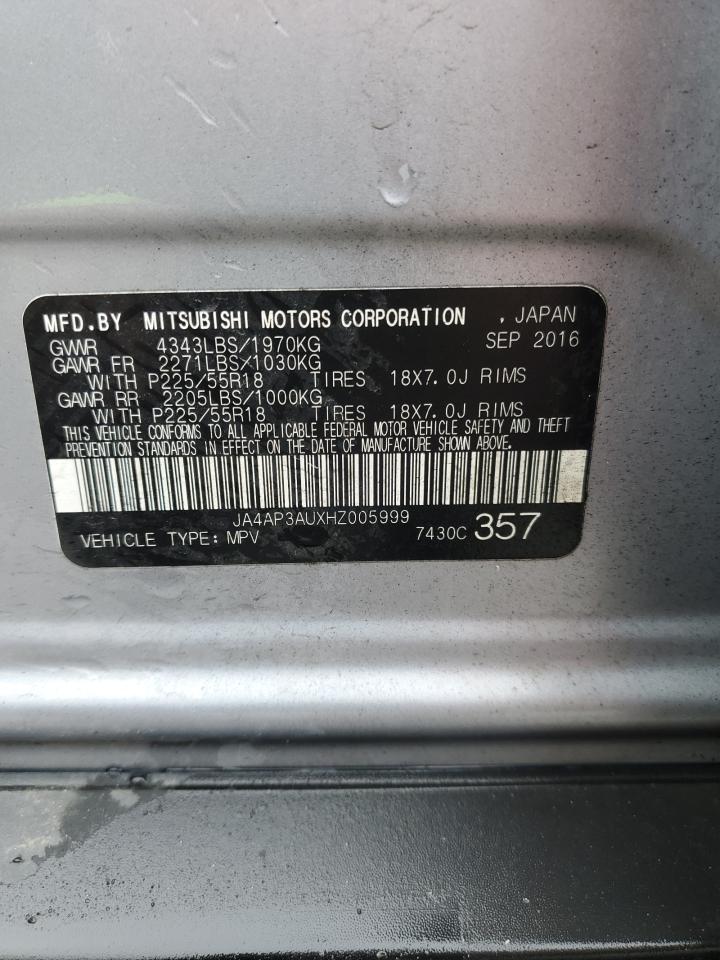 MFD.BY MITSUBISHI MOTORS CORPORATION , JAPAN
GVWR 4343LBS/1970KG SEP 2016
GAWR FR 2271LBS/1030KG
WITH P225/55R18 TIRES 18X7.0J RIMS
GAWR RR 2205LBS/1000KG
WITH P225/55R18 TIRES 18X7.0J RIMS
THIS VEHICLE CONFORMS TO ALL APPLICABLE FEDERAL MOTOR VEHICLE SAFETY AND THEFT
PREVENTION STANDARDS IN EFFECT ON THE DATE OF MANUFACTURE SHOWN ABOVE.
JA4AP3AUXHZ005999
VEHICLE TYPE: MPV 7430C 357